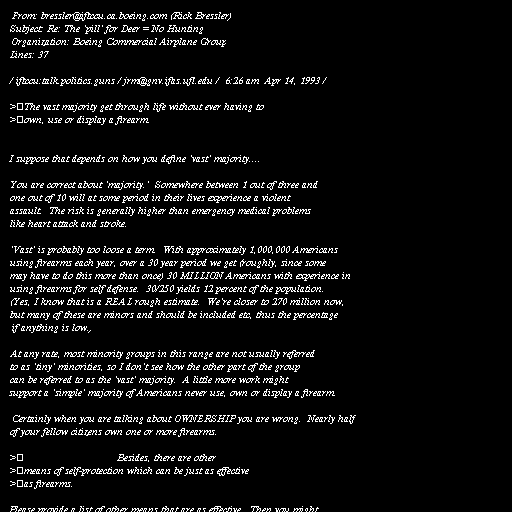 From: bressler@iftccu.ca.boeing.com (Rick Bressler)
Subject: Re: The 'pill' for Deer = No Hunting
Organization: Boeing Commercial Airplane Group
Lines: 37
/ iftccu:talk.politics.guns / jrm@gnv.ifas.ufl.edu /  6:26 am  Apr 14, 1993 /
>The vast majority get through life without ever having to
>own, use or display a firearm.
I suppose that depends on how you define 'vast' majority....
You are correct about 'majority.'  Somewhere between 1 out of three and
one out of 10 will at some period in their lives experience a violent
assault.  The risk is generally higher than emergency medical problems
like heart attack and stroke.
'Vast' is probably too loose a term.  With approximately 1,000,000 Americans
using firearms each year, over a 30 year period we get (roughly, since some
may have to do this more than once) 30 MILLION Americans with experience in
using firearms for self defense.  30/250 yields 12 percent of the population.
(Yes, I know that is a REAL rough estimate.  We're closer to 270 million now,
but many of these are minors and should be included etc, thus the percentage
if anything is low.,
At any rate, most minority groups in this range are not usually referred
to as 'tiny' minorities, so I don't see how the other part of the group
can be referred to as the 'vast' majority.  A little more work might
support a 'simple' majority of Americans never use, own or display a firearm.
Certainly when you are talking about OWNERSHIP you are wrong.  Nearly half
of your fellow citizens own one or more firearms.
> Besides, there are other
>means of self-protection which can be just as effective
>as firearms.
Please provide a list of other means that are as effective.  Then you might